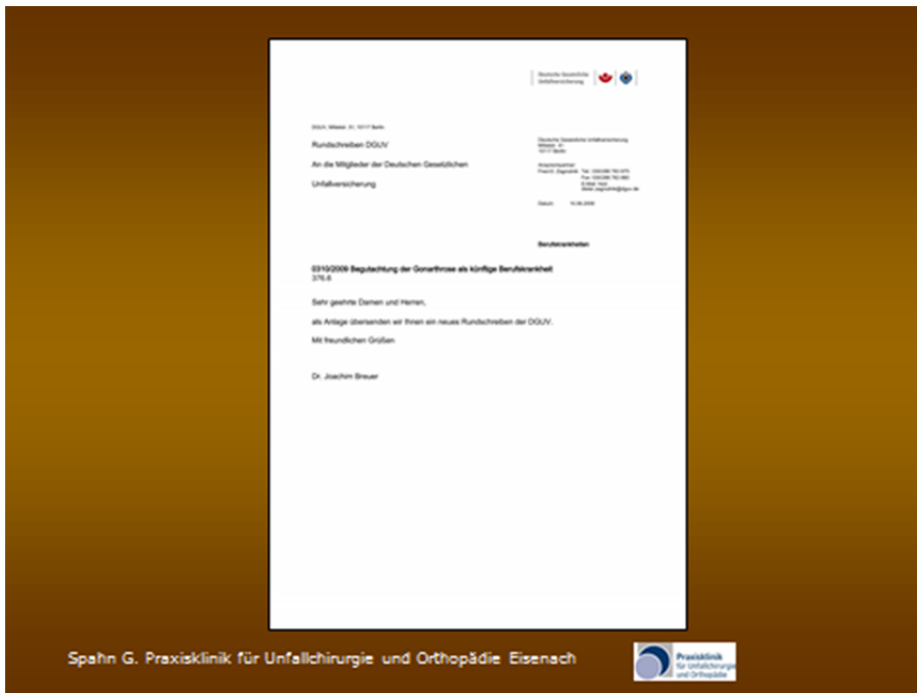 Deutsche Gesetzliche
Unfallversicherung
DGUV, Mittelstr. 51, 10117 Berlin
Rundschreiben DGUV
An die Mitglieder der Deutschen Gesetzlichen
Unfallversicherung
Deutsche Gesetzliche Unfallversicherung
Mittelstr. 51
10117 Berlin
Ansprechpartner:
Fax:
Datum:
Berufskrankheiten
0310/2009 Begutachtung der Gonarthrose als künftige Berufskrankheit
376.6
Sehr geehrte Damen und Herren,
als Anlage übersenden wir Ihnen ein neues Rundschreiben der DGUV.
Mit freundlichen Grüßen
Dr. Joachim Breuer
Spahn G. Praxisklinik für Unfallchirurgie und Orthopädie Eisenach
Praxisklinik
für Unfallchirurgie
und Orthopädie